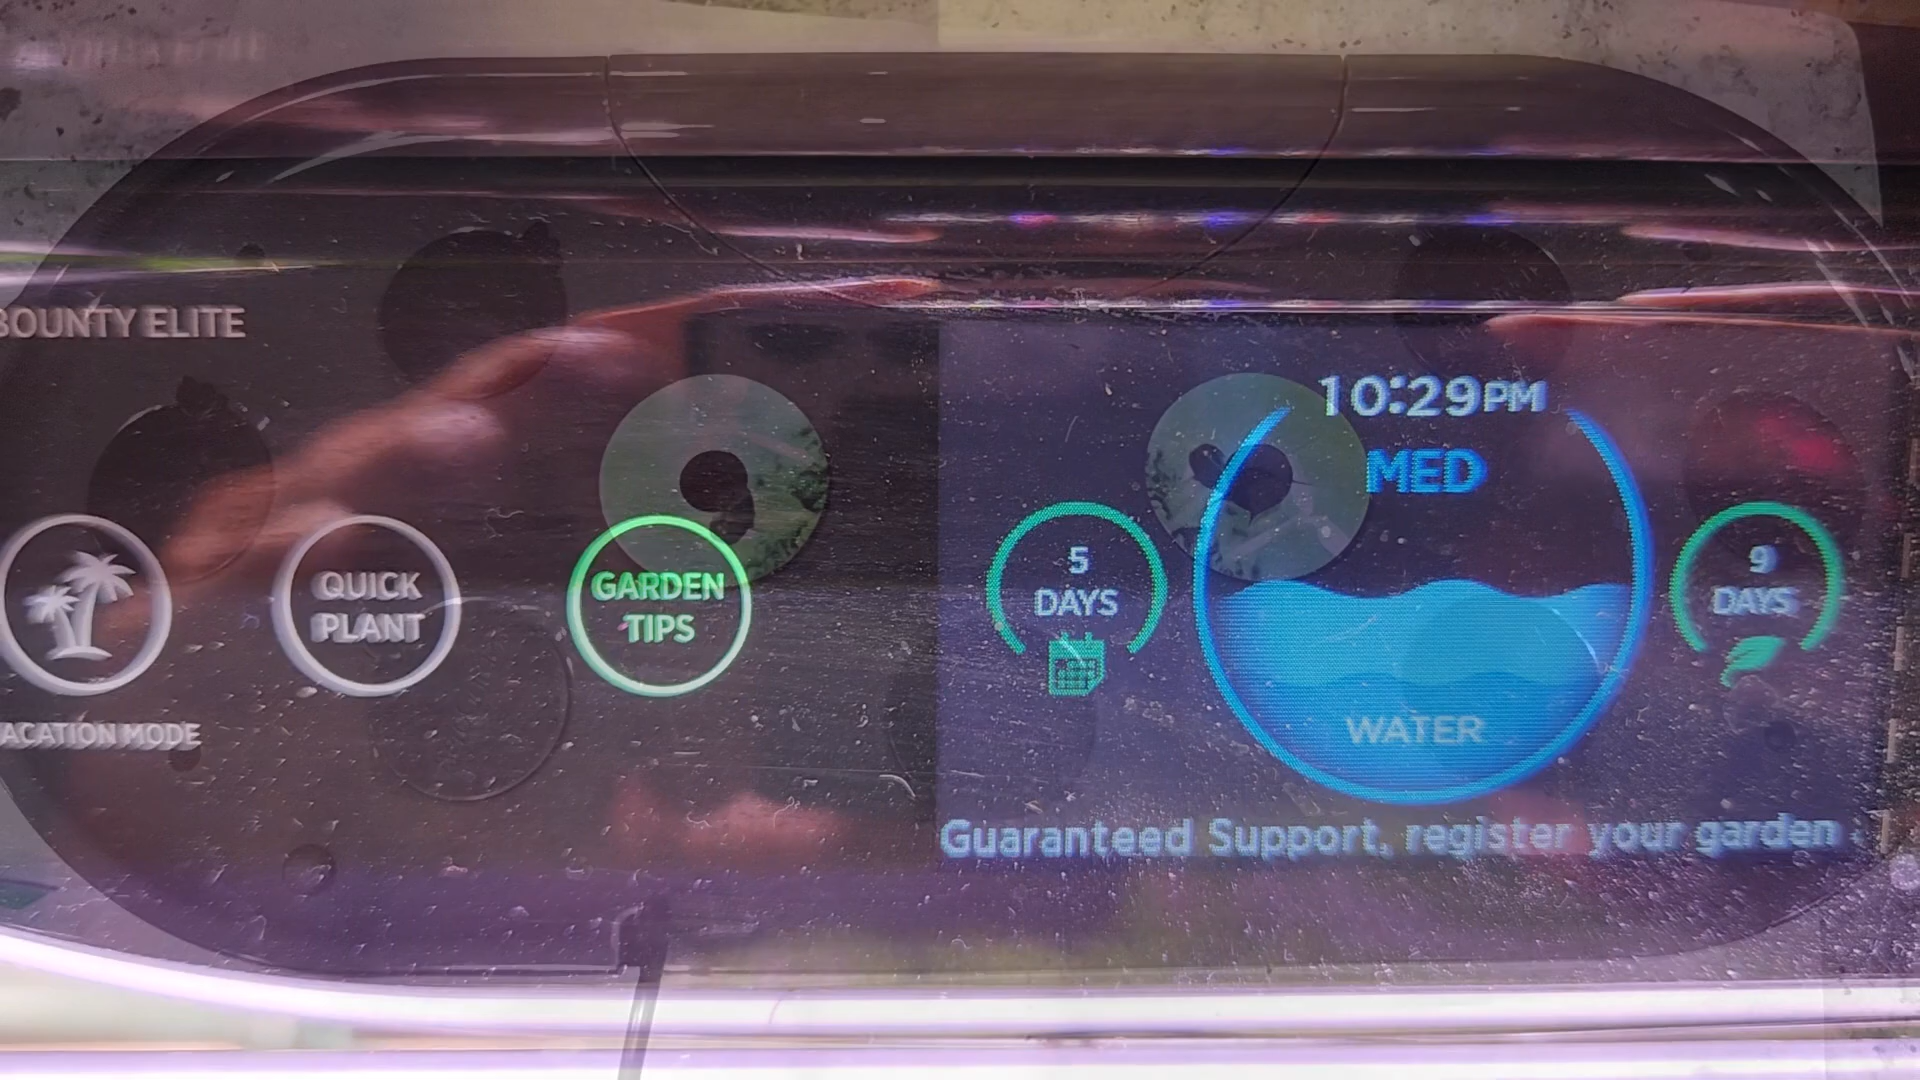 BOUNTY ELITE
10:29PM
MED
5
DAYS
9
DAYS
QUICK
PLANT
GARDEN
TIPS
WATER
ACATION MODE
Guaranteed Support, register your garden